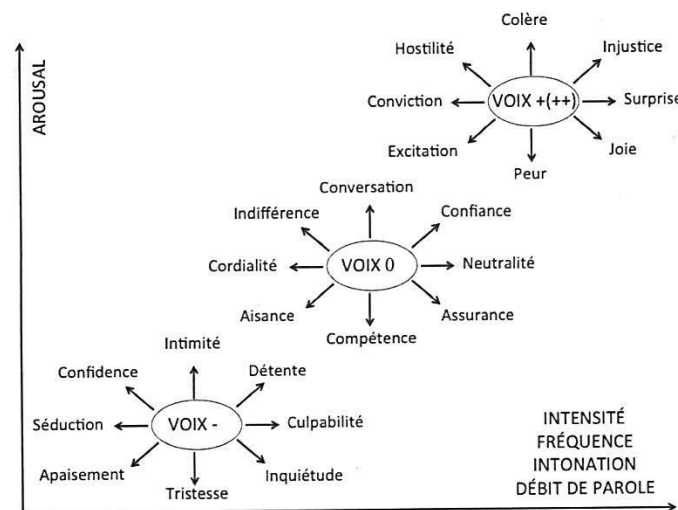 AROUSAL
Colère
Hostilité
Injustice
Conviction
VOIX +(++)
Surprise
Excitation
Joie
Peur
Conversation
Indifférence
Confiance
Cordialité
VOIX 0
Neutralité
Aisance
Assurance
Compétence
Intimité
Confidence
Détente
Séduction
VOIX -
Culpabilité
Apaisement
Inquiétude
Tristesse
INTENSITÉ
FRÉQUENCE
INTONATION
DÉBIT DE PAROLE